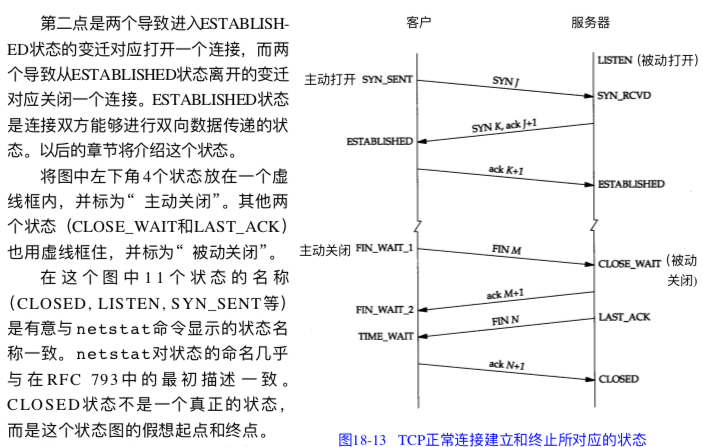 第二点是两个导致进入ESTABLISH-
ED状态的变迁对应打开一个连接，而两
个导致从ESTABLISHED状态离开的变迁
对应关闭一个连接。ESTABLISHED状态
是连接双方能够进行双向数据传递的状
态。以后的章节将介绍这个状态。
将图中左下角4个状态放在一个虚
线框内，并标为“主动关闭”。其他两
个状态（CLOSE_WAIT和LAST_ACK）
也用虚线框住，并标为“被动关闭”。
在这个图中11个状态的名称
（CLOSED, LISTEN, SYN_SENT等）
是有意与netstat命令显示的状态名
称一致。netstat对状态的命名几乎
与在RFC 793中的最初描述一致。
CLOSED状态不是一个真正的状态，
而是这个状态图的假想起点和终点。
客户
服务器
LISTEN（被动打开）
主动打开 SYN_SENT
SYN J
SYN_RCVD
SYN K, ack J+1
ESTABLISHED
ack K+1
ESTABLISHED
主动关闭 FIN_WAIT_1
FIN M
CLOSE_WAIT（被动
关闭）
ack M+1
FIN_WAIT_2
FIN N
LAST_ACK
TIME_WAIT
ack N+1
CLOSED
图18-13 TCP正常连接建立和终止所对应的状态